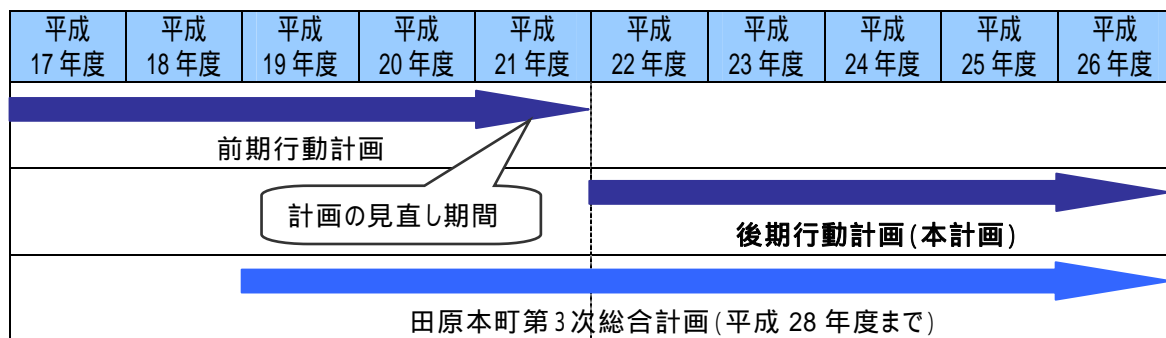 平成 平成 平成 平成 平成 平成 平成 平成 平成 平成
17年度 18年度 19年度 20年度 21年度 22年度 23年度 24年度 25年度 26年度
前期行動計画
計画の見直し期間
後期行動計画(本計画)
田原本町第3次総合計画(平成28年度まで)